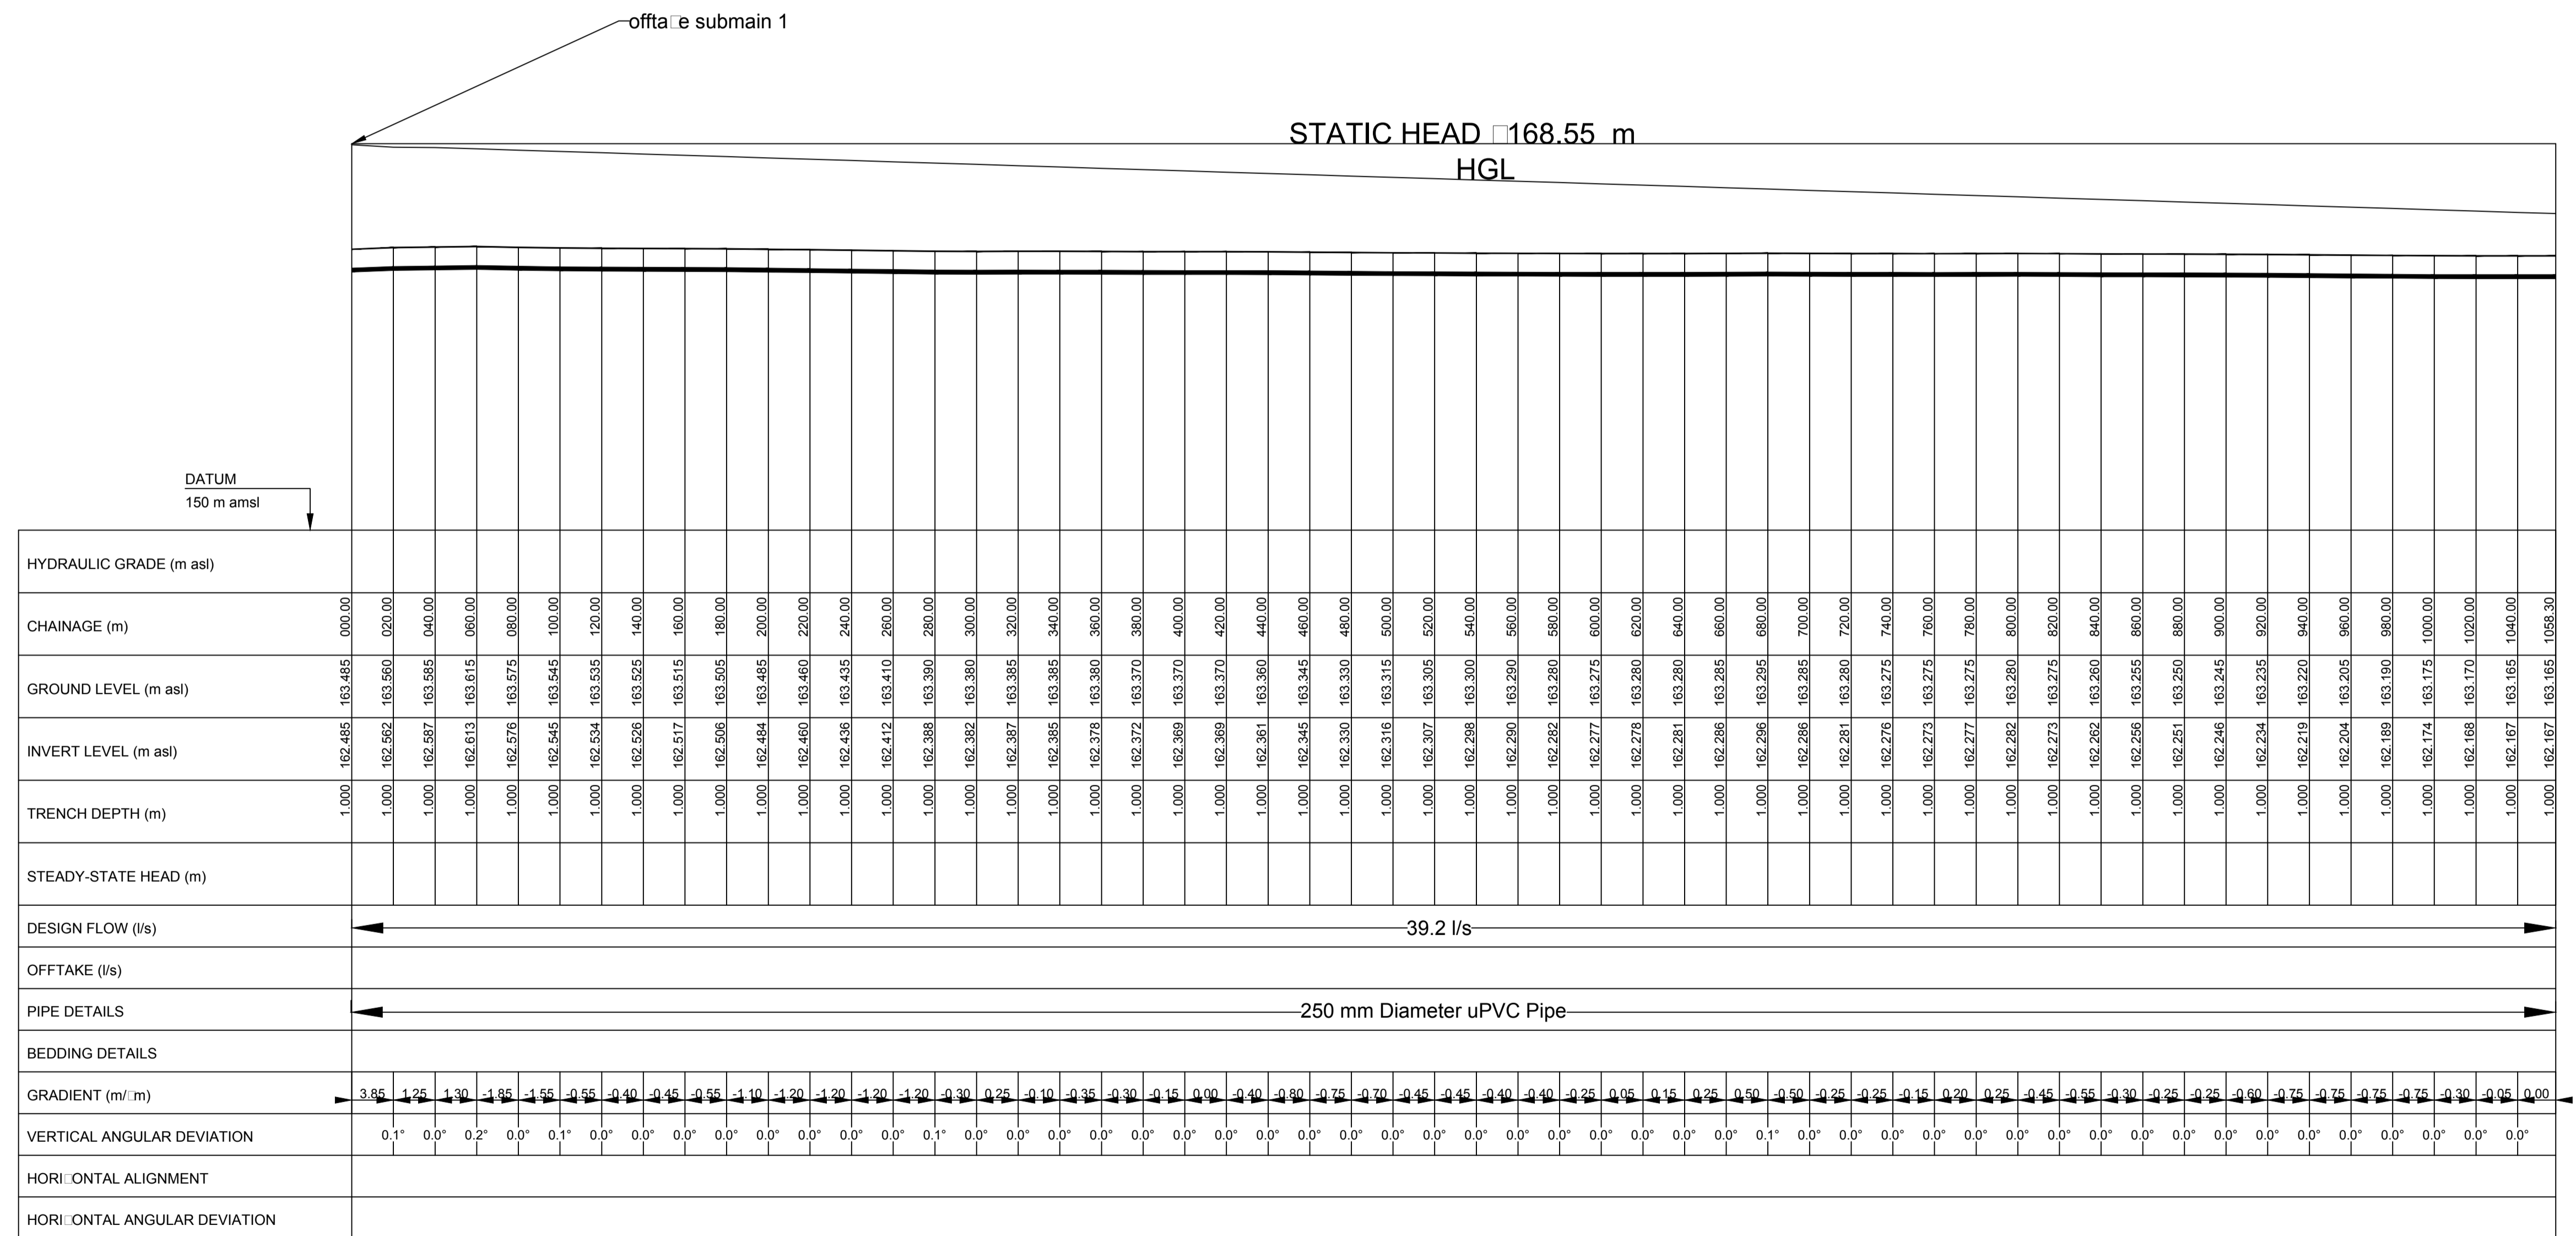 offta□e submain 1
STATIC HEAD □168.55 m
HGL
DATUM
150 m amsl
HYDRAULIC GRADE (m asl)
CHAINAGE (m) 000.00 020.00 040.00 060.00 080.00 100.00 120.00 140.00 160.00 180.00 200.00 220.00 240.00 260.00 280.00 300.00 320.00 340.00 360.00 380.00 400.00 420.00 440.00 460.00 480.00 500.00 520.00 540.00 560.00 580.00 600.00 620.00 640.00 660.00 680.00 700.00 720.00 740.00 760.00 780.00 800.00 820.00 840.00 860.00 880.00 900.00 920.00 940.00 960.00 980.00 1000.00 1020.00 1040.00 1058.30
GROUND LEVEL (m asl) 163.485 163.560 163.585 163.615 163.575 163.545 163.535 163.525 163.515 163.505 163.485 163.460 163.435 163.410 163.390 163.380 163.385 163.385 163.380 163.370 163.370 163.370 163.360 163.345 163.330 163.315 163.305 163.300 163.290 163.280 163.275 163.280 163.280 163.285 163.295 163.285 163.280 163.275 163.275 163.275 163.280 163.275 163.260 163.255 163.250 163.245 163.235 163.220 163.205 163.190 163.175 163.170 163.165 163.165
INVERT LEVEL (m asl) 162.485 162.562 162.587 162.613 162.576 162.545 162.534 162.526 162.517 162.506 162.484 162.460 162.436 162.412 162.388 162.382 162.387 162.385 162.378 162.372 162.369 162.369 162.361 162.345 162.330 162.316 162.307 162.298 162.290 162.282 162.277 162.278 162.281 162.286 162.296 162.286 162.281 162.276 162.273 162.277 162.282 162.273 162.262 162.256 162.251 162.246 162.234 162.219 162.204 162.189 162.174 162.168 162.167 162.167
TRENCH DEPTH (m) 1.000 1.000 1.000 1.000 1.000 1.000 1.000 1.000 1.000 1.000 1.000 1.000 1.000 1.000 1.000 1.000 1.000 1.000 1.000 1.000 1.000 1.000 1.000 1.000 1.000 1.000 1.000 1.000 1.000 1.000 1.000 1.000 1.000 1.000 1.000 1.000 1.000 1.000 1.000 1.000 1.000 1.000 1.000 1.000 1.000 1.000 1.000 1.000 1.000 1.000 1.000 1.000 1.000 1.000
STEADY-STATE HEAD (m)
DESIGN FLOW (l/s) 39.2 l/s
OFFTAKE (l/s)
PIPE DETAILS 250 mm Diameter uPVC Pipe
BEDDING DETAILS
GRADIENT (m/□m) 3.85 1.25 1.30 -1.85 -1.55 -0.55 -0.40 -0.45 -0.55 -1.10 -1.20 -1.20 -1.20 -1.20 -0.30 0.25 -0.10 -0.35 -0.30 -0.15 0.00 -0.40 -0.80 -0.75 -0.70 -0.45 -0.45 -0.40 -0.40 -0.25 0.05 0.15 0.25 0.50 -0.50 -0.25 -0.25 -0.15 0.20 0.25 -0.45 -0.55 -0.30 -0.25 -0.25 -0.60 -0.75 -0.75 -0.75 -0.75 -0.30 -0.05 0.00
VERTICAL ANGULAR DEVIATION 0.1° 0.0° 0.2° 0.0° 0.1° 0.0° 0.0° 0.0° 0.0° 0.0° 0.0° 0.0° 0.0° 0.1° 0.0° 0.0° 0.0° 0.0° 0.0° 0.0° 0.0° 0.0° 0.0° 0.0° 0.0° 0.0° 0.0° 0.0° 0.0° 0.0° 0.0° 0.0° 0.0° 0.1° 0.0° 0.0° 0.0° 0.0° 0.0° 0.0° 0.0° 0.0° 0.0° 0.0° 0.0° 0.0° 0.0° 0.0° 0.0° 0.0° 0.0° 0.0°
HORI□ONTAL ALIGNMENT
HORI□ONTAL ANGULAR DEVIATION